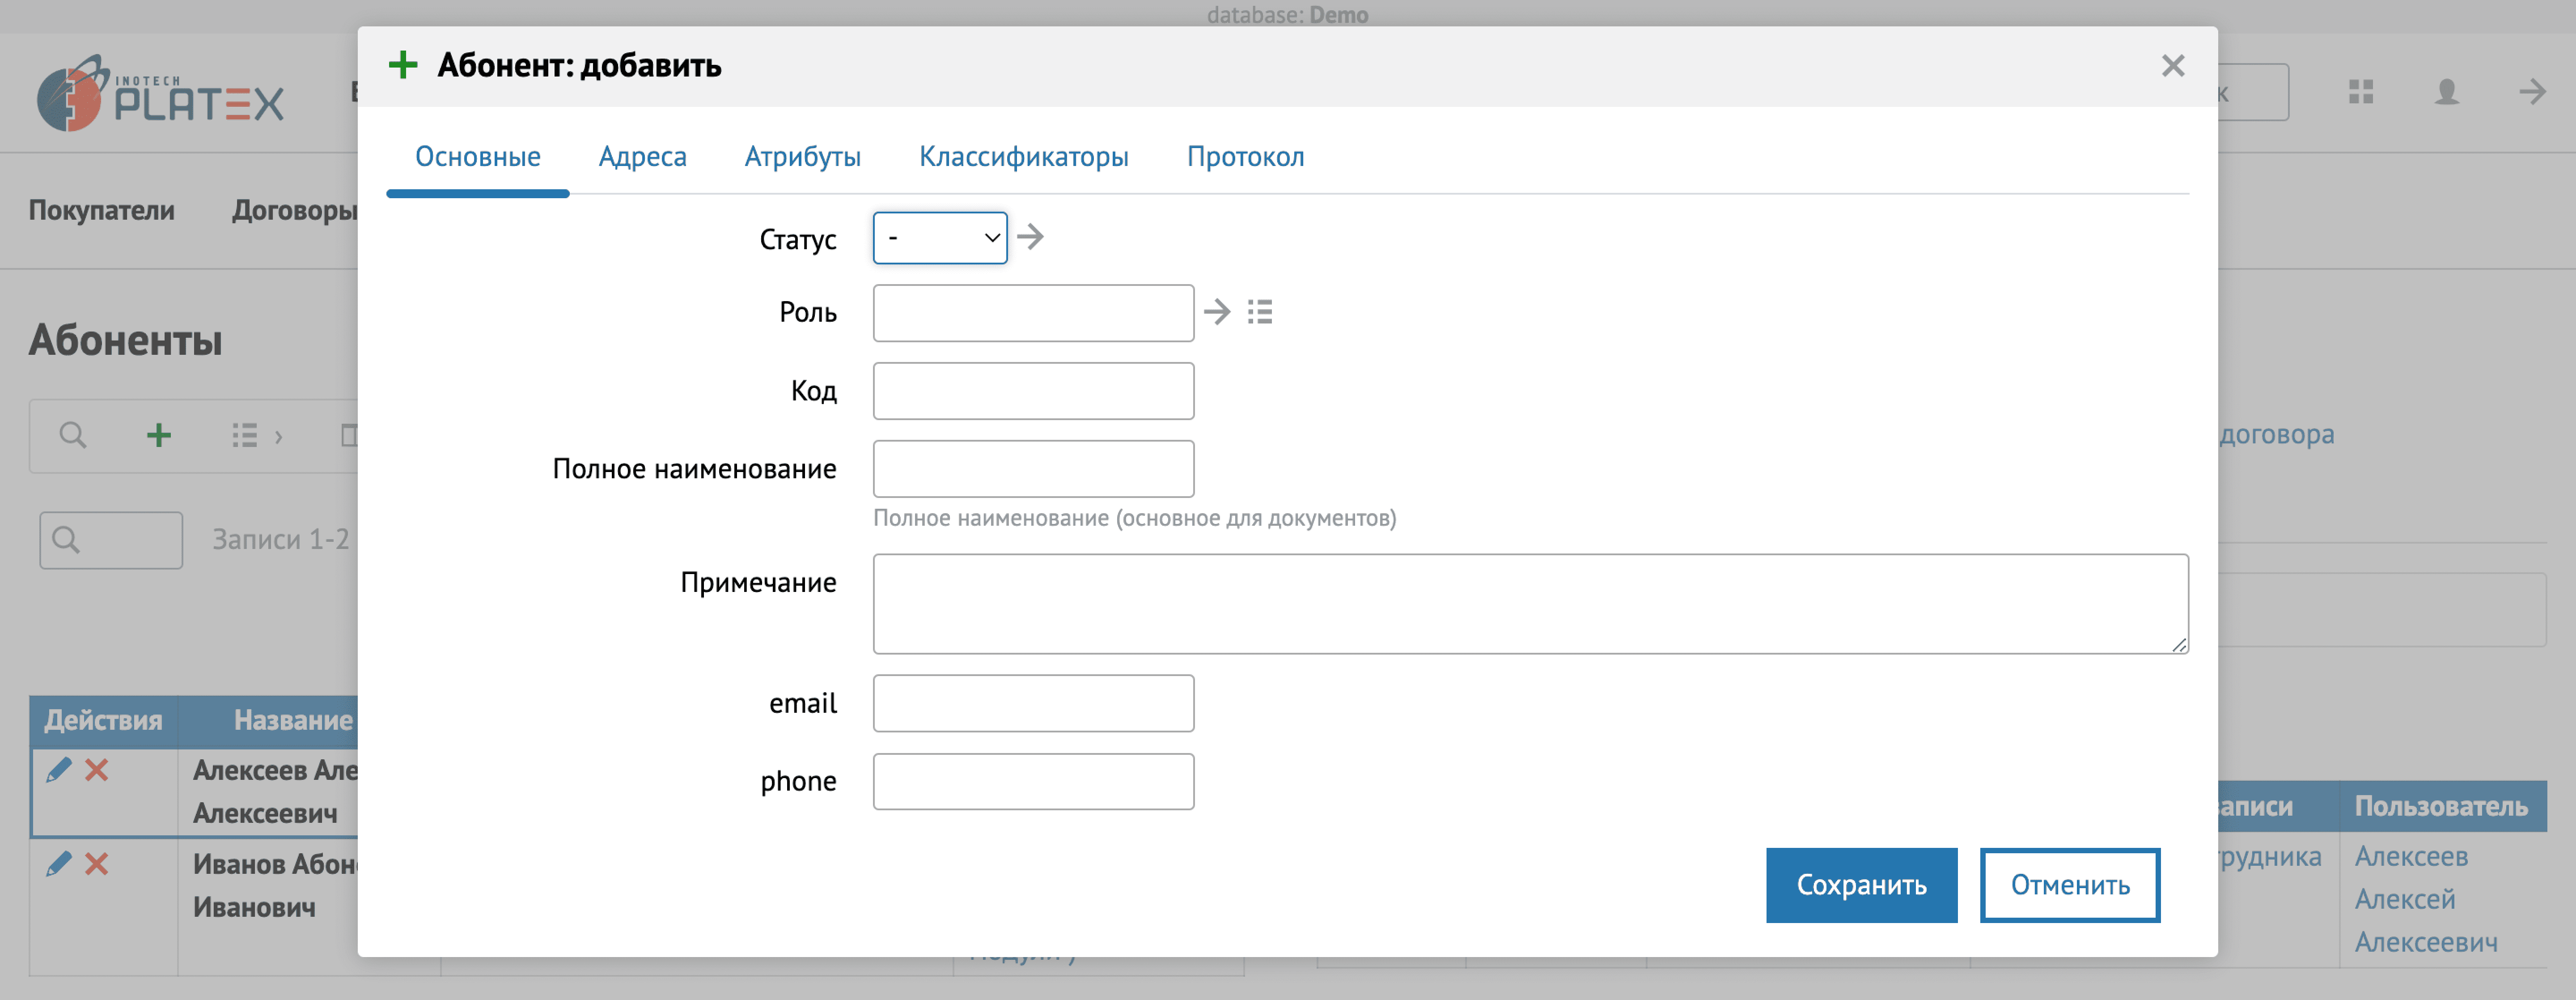 database: Demo
Абонент: добавить
INOTECH
PLATEX
Основные Адреса Атрибуты Классификаторы Протокол
Покупатели Договоры
Статус -
Роль
Абоненты
Код
договора
Полное наименование
Полное наименование (основное для документов)
Записи 1-2
Примечание
email
Действия Название
phone
Алексеев Але
Алексеевич
аписи Пользователь
Иванов Абон
Иванович
рудника Алексеев
Алексей
Алексеевич
Сохранить Отменить